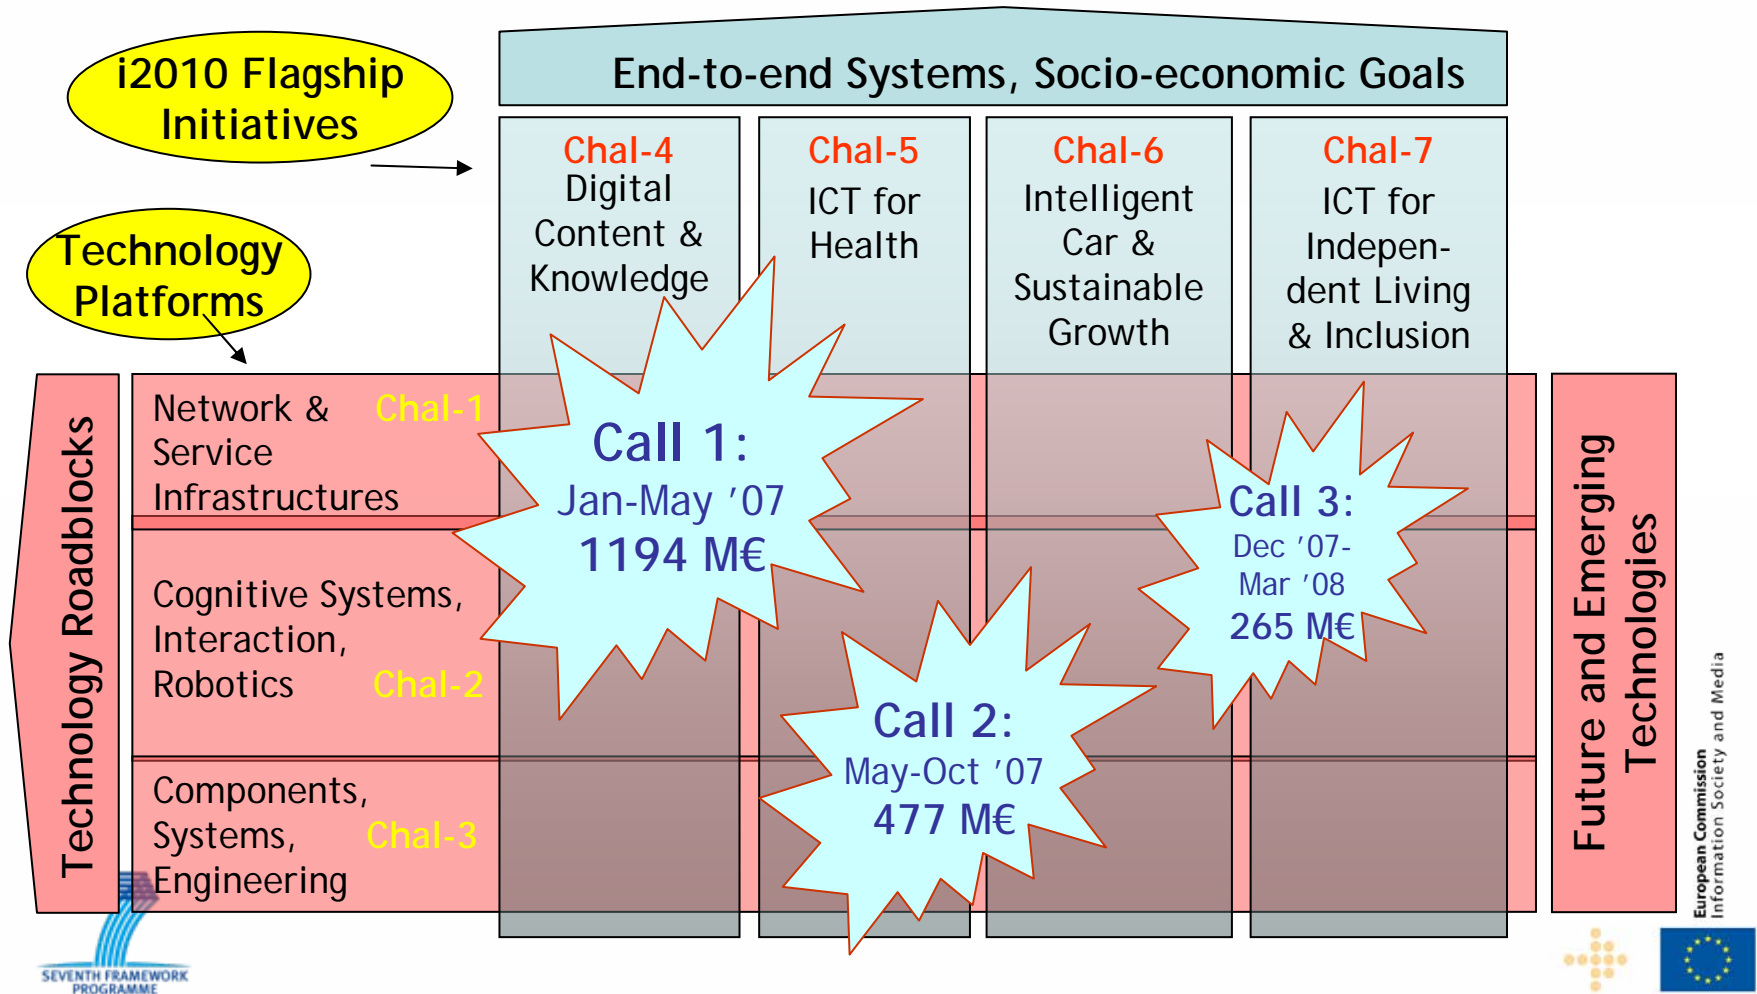 i2010 Flagship
Initiatives
End-to-end Systems, Socio-economic Goals
Technology
Platforms
Chal-4
Digital
Content &
Knowledge
Chal-5
ICT for
Health
Chal-6
Intelligent
Car &
Sustainable
Growth
Chal-7
ICT for
Indepen-
dent Living
& Inclusion
Technology Roadblocks
Network & Chal-1
Service
Infrastructures
Cognitive Systems,
Interaction,
Robotics Chal-2
Components,
Systems, Chal-3
Engineering
Call 1:
Jan-May ’07
1194 M€
Call 2:
May-Oct ’07
477 M€
Call 3:
Dec ’07-
Mar ’08
265 M€
Future and Emerging
Technologies
European Commission
Information Society and Media
SEVENTH FRAMEWORK
PROGRAMME